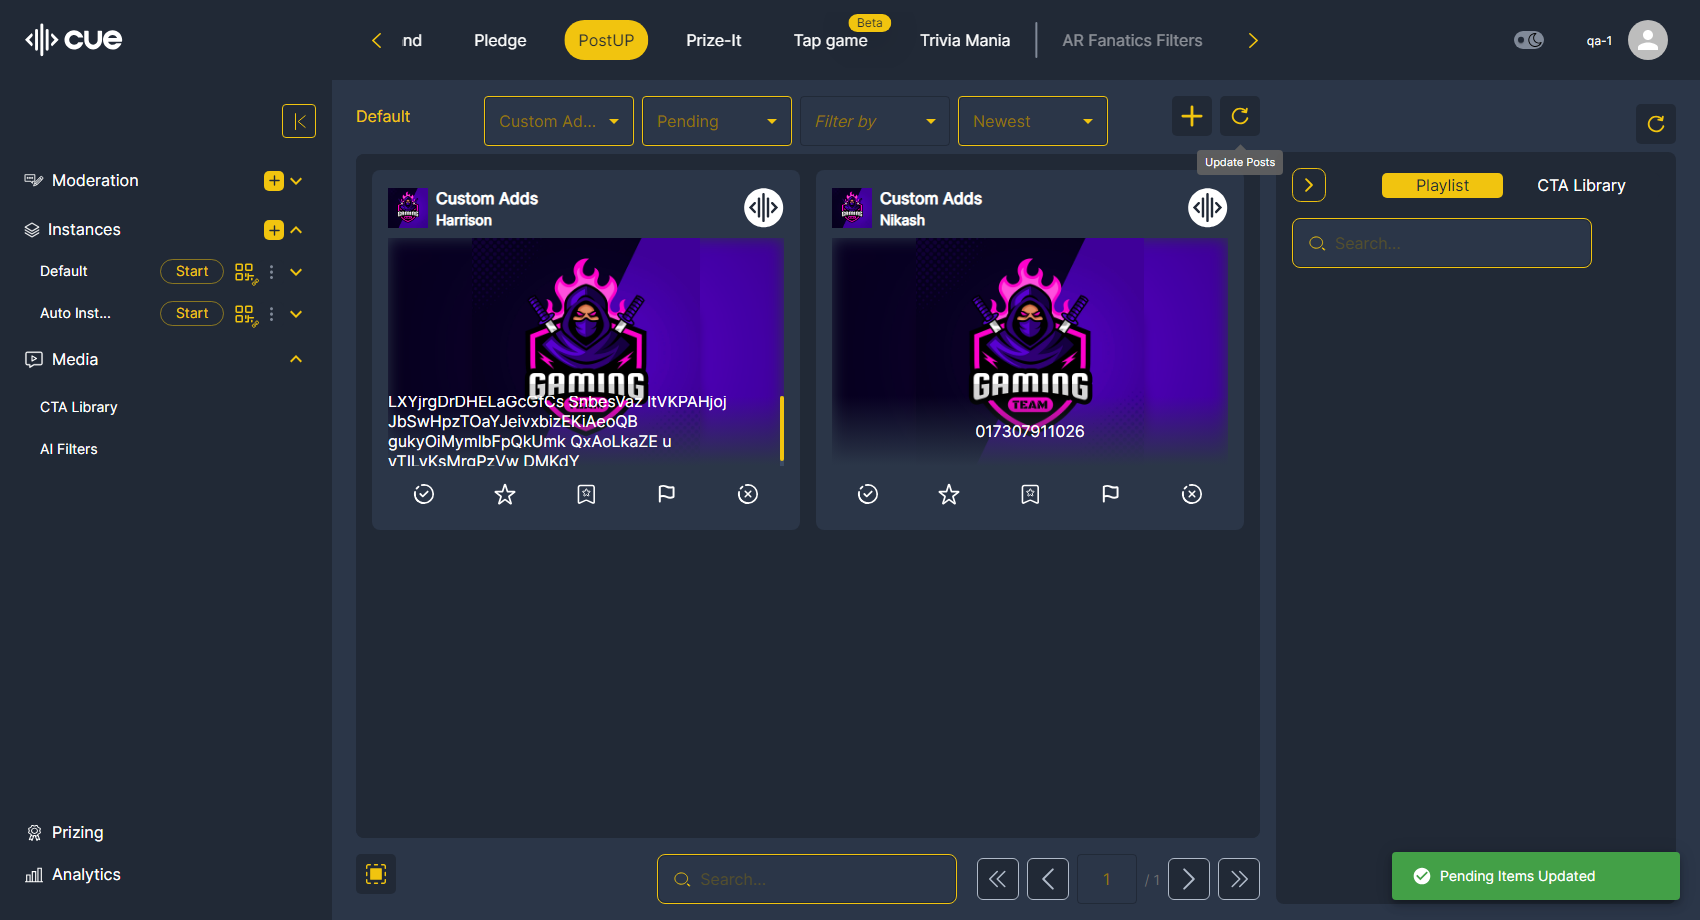 cue
nd
Pledge
PostUP
Prize-It
Beta
Tap game
Trivia Mania
AR Fanatics Filters
qa-1
Default
Custom Ad...
Pending
Filter by
Newest
Update Posts
Moderation
Instances
Default
Start
Auto Inst...
Start
Media
CTA Library
AI Filters
Prizing
Analytics
Custom Adds
Harrison
GAMING
LXYjrgDrDHELaGcGfCs SnbesVaz ItVKPAHjoj
JbSwHpzTOaYJeivxbizEKiAeoQB
gukyOiMymIbFpQkUmk QxAoLkaZE u
vTILvKsMrqPzVw DMKdY
Custom Adds
Nikash
GAMING
TEAM
017307911026
Playlist
CTA Library
Search...
Search...
1
/ 1
Pending Items Updated